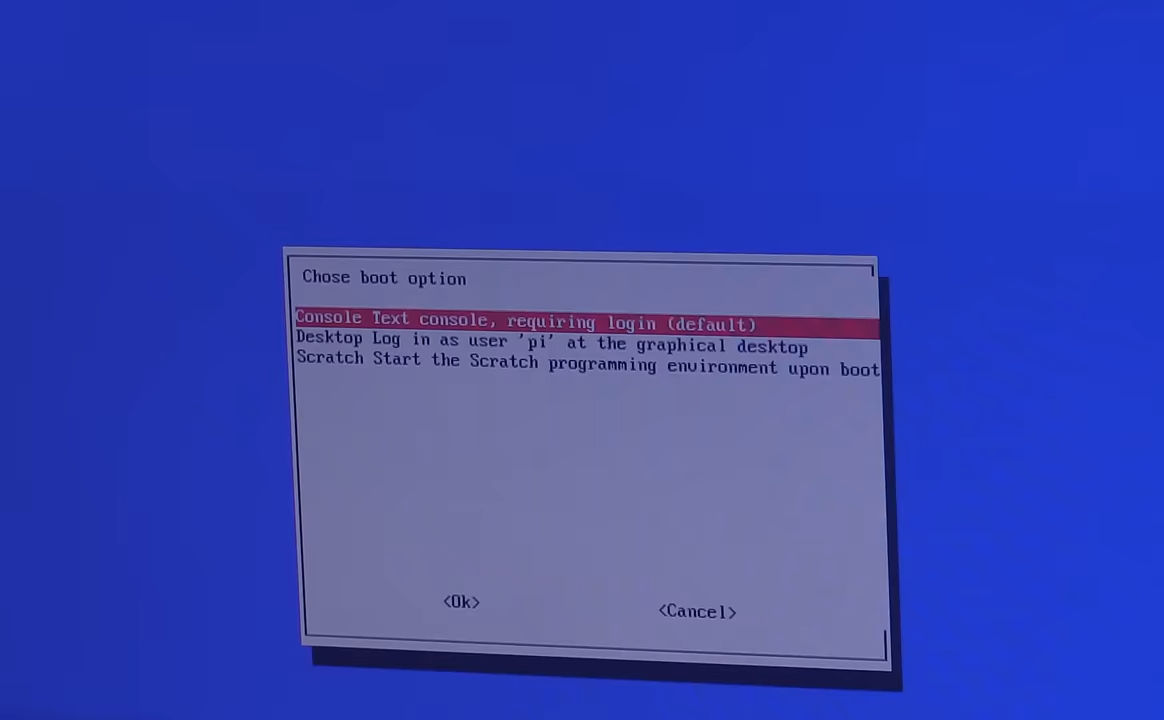 Chose boot option
Console Text console, requiring login (default)
Desktop Log in as user 'pi' at the graphical desktop
Scratch Start the Scratch programming environment upon boot
<Ok>
<Cancel>